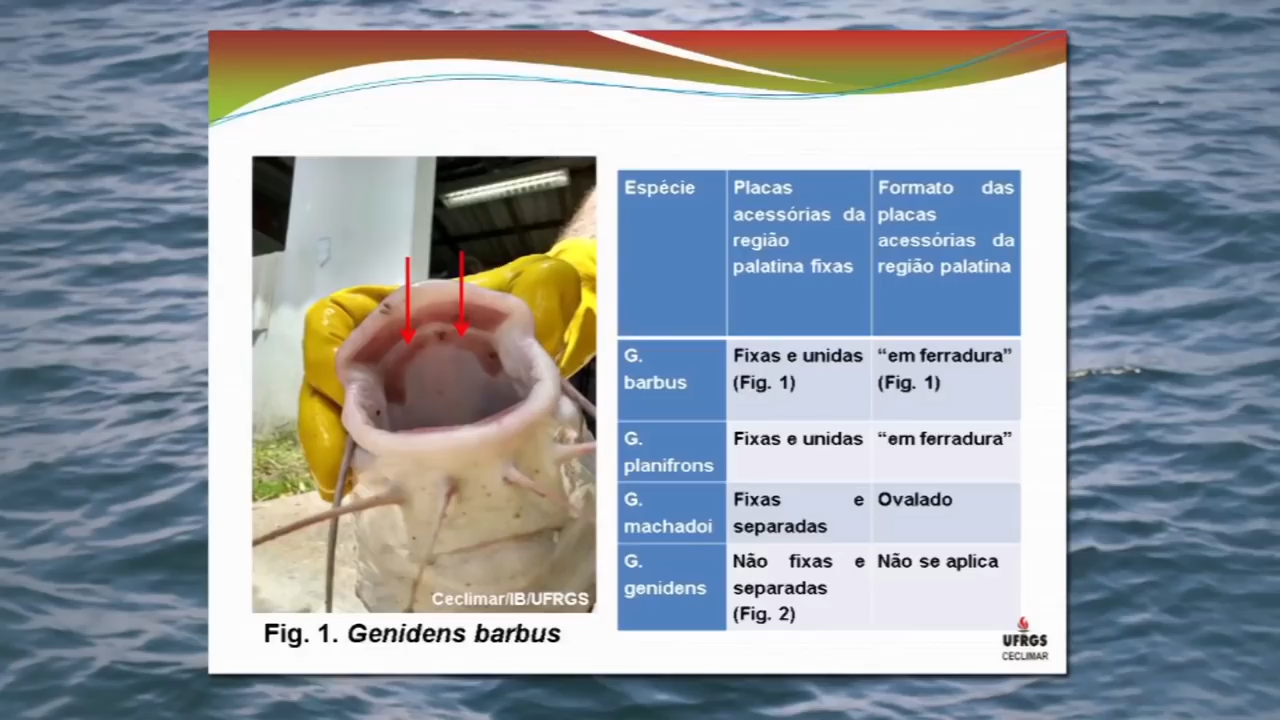 Espécie
Placas
acessórias da
região
palatina fixas
Formato das
placas
acessórias da
região palatina
G.
barbus
Fixas e unidas
(Fig. 1)
“em ferradura”
(Fig. 1)
G.
planifrons
Fixas e unidas
“em ferradura”
G.
machadoi
Fixas e
separadas
Ovalado
G.
genidens
Não fixas e
separadas
(Fig. 2)
Não se aplica
Ceclimar/IB/UFRGS
Fig. 1. Genidens barbus
UFRGS
CECLIMAR